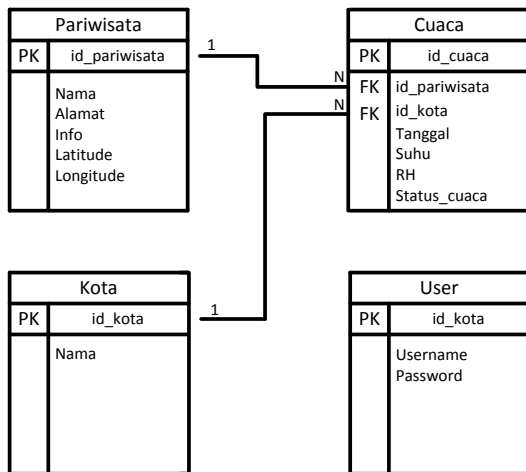 Pariwisata
PK id_pariwisata
Nama
Alamat
Info
Latitude
Longitude
1
N
N
Cuaca
PK id_cuaca
FK id_pariwisata
FK id_kota
Tanggal
Suhu
RH
Status_cuaca
Kota
PK id_kota
Nama
1
User
PK id_kota
Username
Password